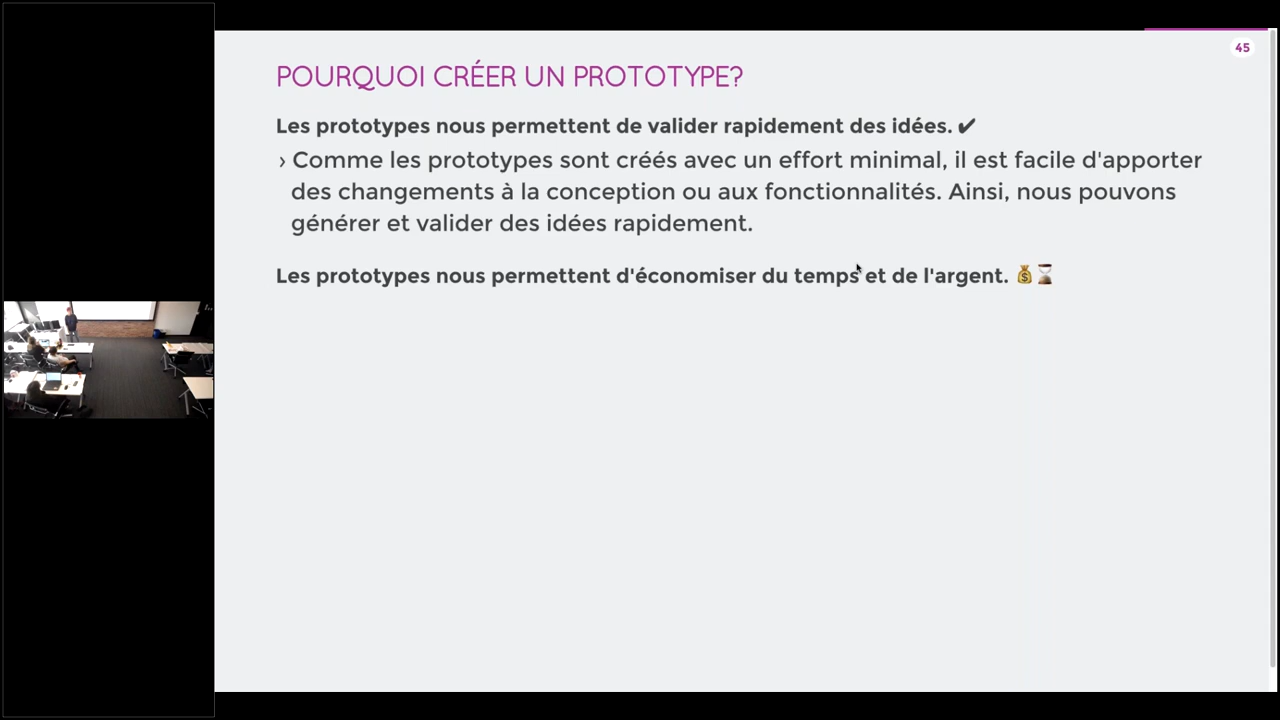 45
POURQUOI CRÉER UN PROTOTYPE?
Les prototypes nous permettent de valider rapidement des idées. ✔
› Comme les prototypes sont créés avec un effort minimal, il est facile d'apporter
des changements à la conception ou aux fonctionnalités. Ainsi, nous pouvons
générer et valider des idées rapidement.
Les prototypes nous permettent d'économiser du temps et de l'argent. 💰⏳